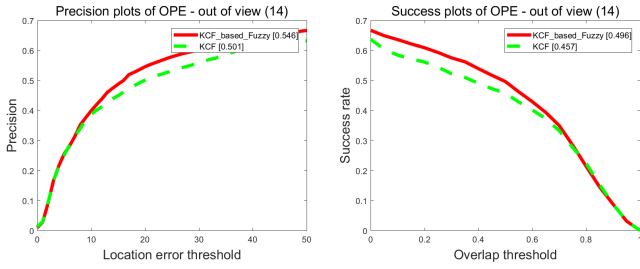 Precision plots of OPE - out of view (14)
KCF_based_Fuzzy [0.546]
KCF [0.501]
0.7
0.6
0.5
0.4
0.3
0.2
0.1
0
Precision
0 10 20 30 40 50
Location error threshold
Success plots of OPE - out of view (14)
KCF_based_Fuzzy [0.496]
KCF [0.457]
0.7
0.6
0.5
0.4
0.3
0.2
0.1
0
Success rate
0 0.2 0.4 0.6 0.8
Overlap threshold